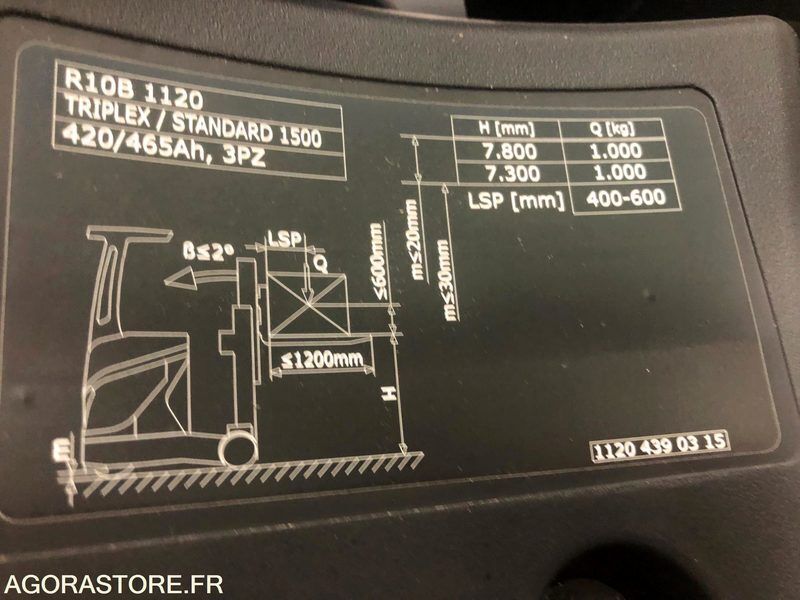 R10B 1120
TRIPLEX / STANDARD 1500
420/465Ah, 3PZ
H [mm] Q [kg]
7.800 1.000
7.300 1.000
LSP [mm] 400-600
ß≤2°
LSP
Q
≤600mm
m≤20mm
m≤30mm
≤1200mm
H
m
1120 439 03 15
AGORASTORE.FR